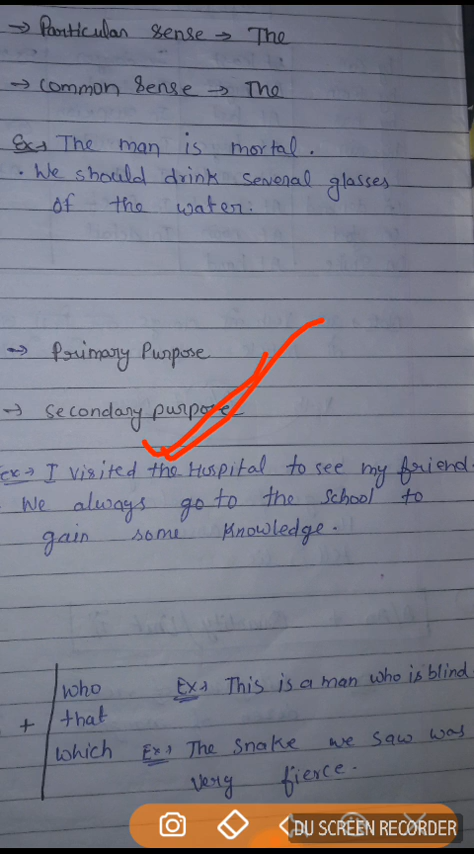 → Particular sense → The
→ common sense → The
Ex→ The man is mortal.
. We should drink several glasses
of the water.
→ Primary Purpose
→ secondary purpose
Ex→ I visited the Hospital to see my friend.
. We always go to the school to
gain some knowledge.
who Ex→ This is a man who is blind
+ that
which Ex→ The snake we saw was
very fierce.
DU SCREEN RECORDER